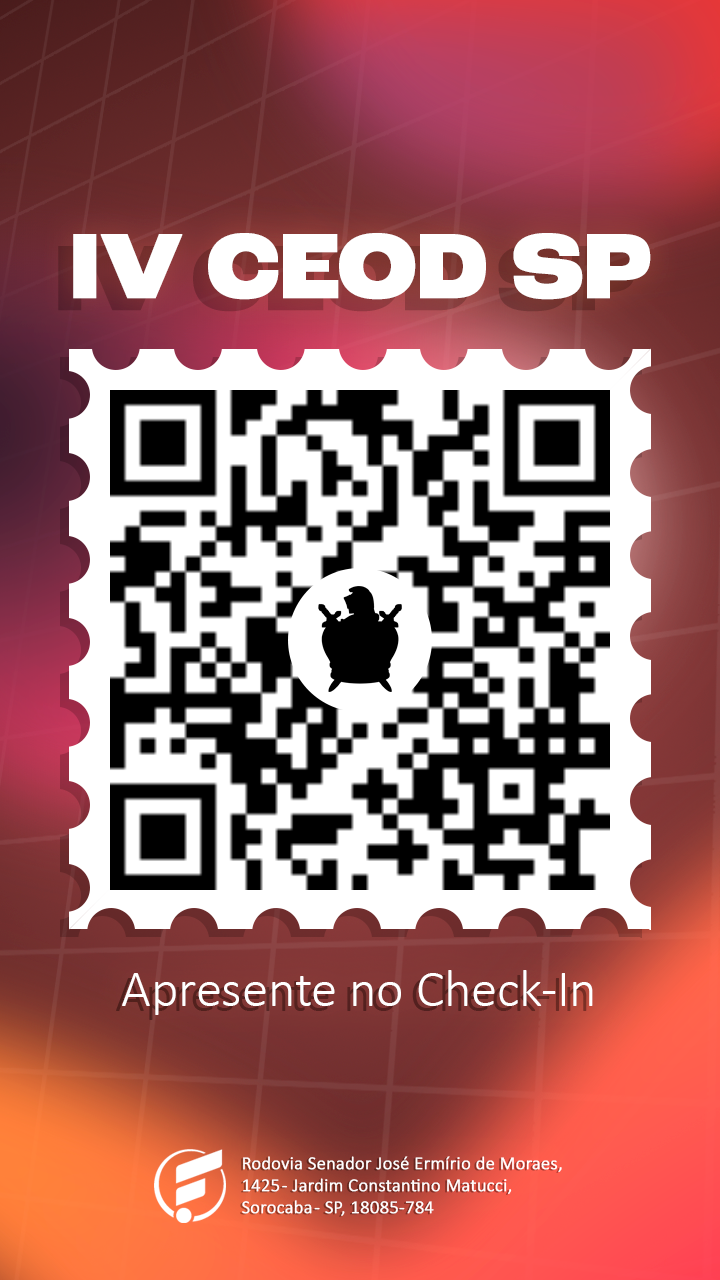 IV CEOD SP
Apresente no Check-In
Rodovia Senador José Ermírio de Moraes,
1425- Jardim Constantino Matucci,
Sorocaba- SP, 18085-784